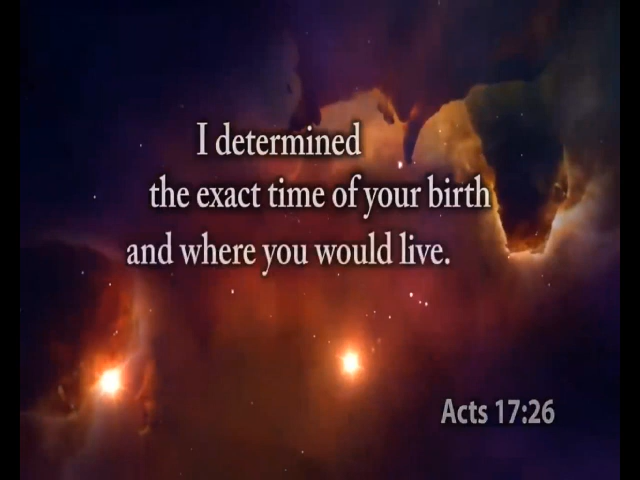 I determined
the exact time of your birth
and where you would live.
Acts 17:26